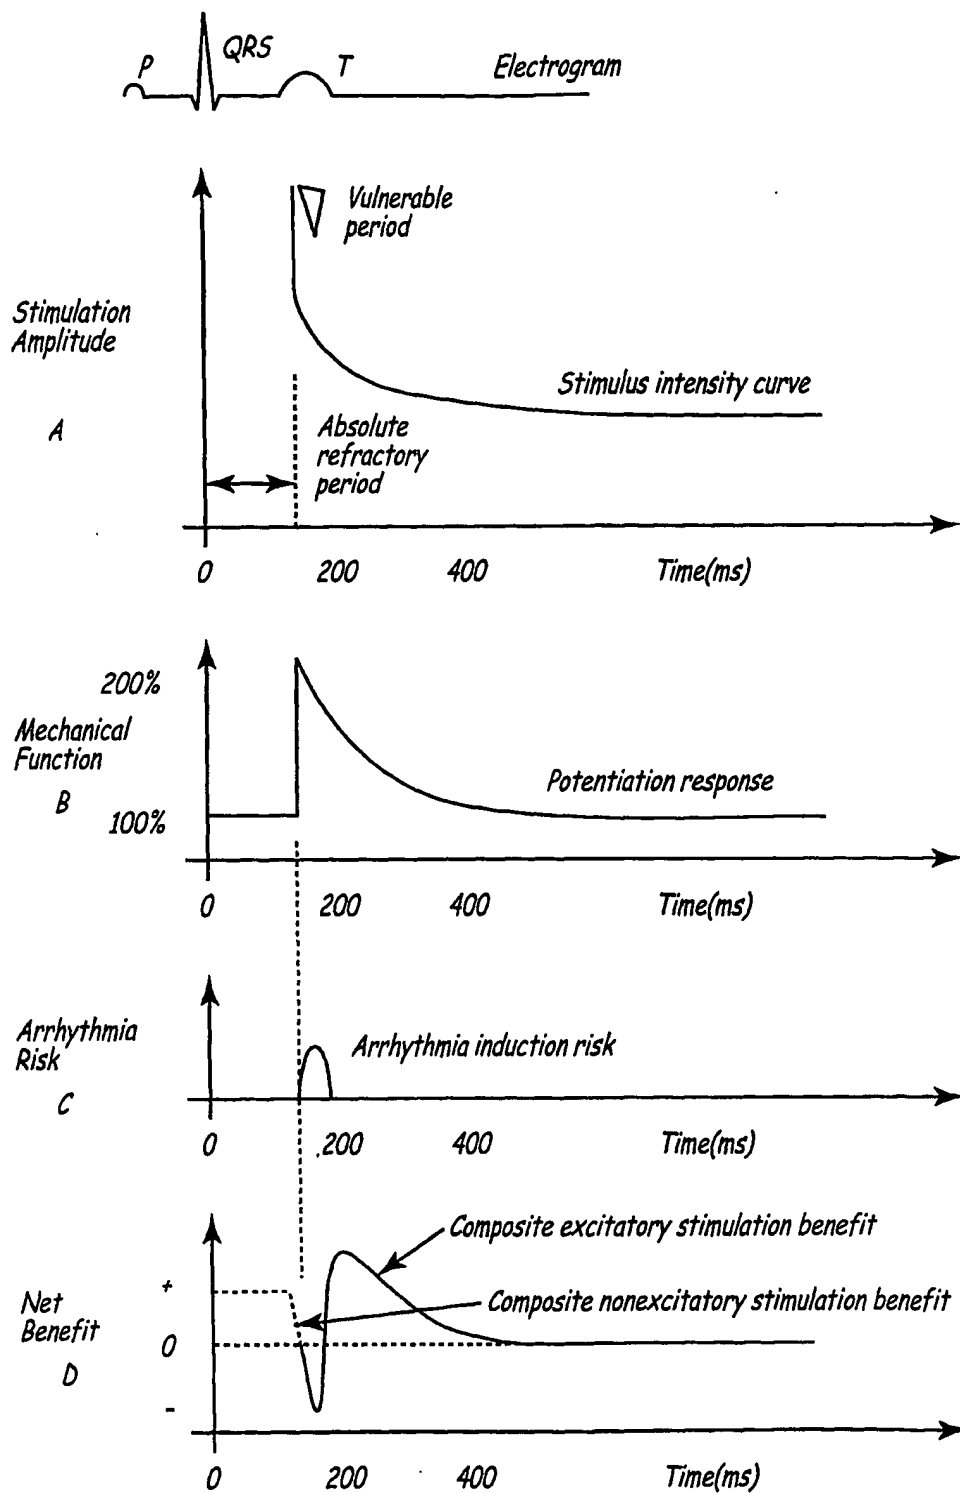 P
QRS
T
Electrogram
Vulnerable
period
Stimulation
Amplitude
A
Stimulus intensity curve
Absolute
refractory
period
0 200 400 Time(ms)
200%
Mechanical
Function
B
100%
Potentiation response
0 200 400 Time(ms)
Arrhythmia
Risk
C
Arrhythmia induction risk
0 200 400 Time(ms)
Composite excitatory stimulation benefit
+
Net
Benefit
D
Composite nonexcitatory stimulation benefit
0
-
0 200 400 Time(ms)